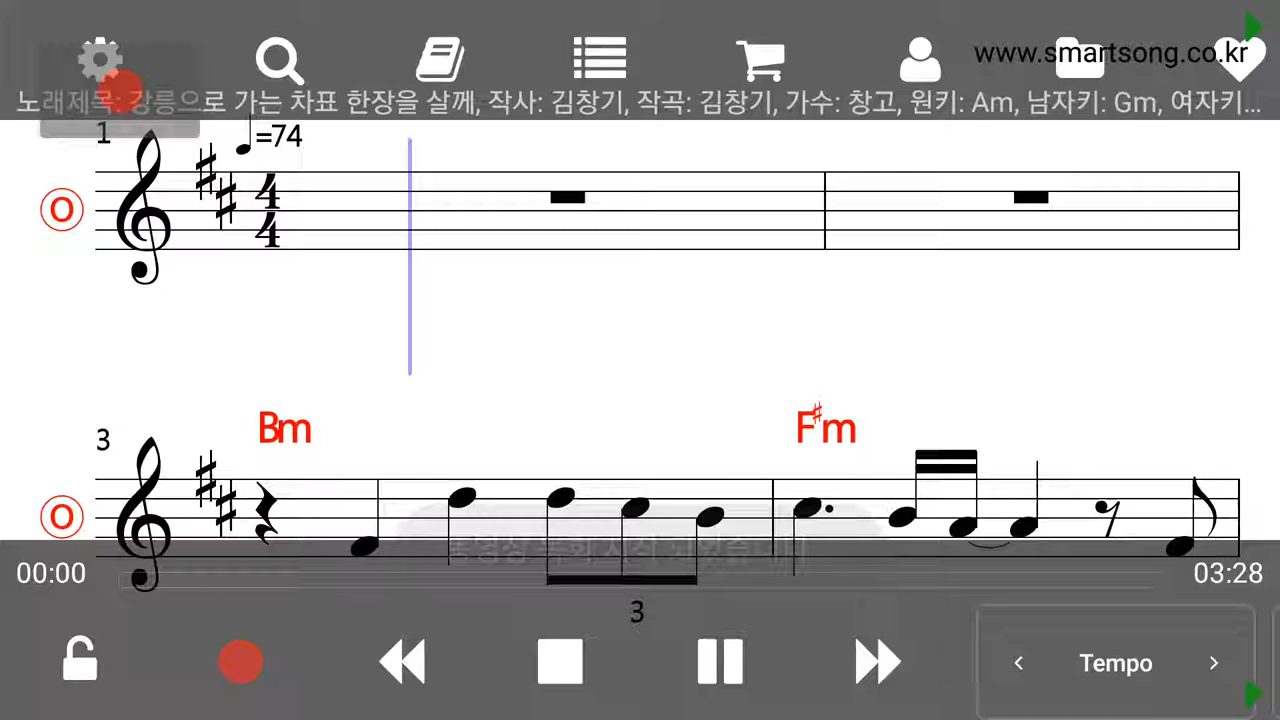 www.smartsong.co.kr
노래제목: 강릉으로 가는 차표 한장을 살께, 작사: 김창기, 작곡: 김창기, 가수: 창고, 원키: Am, 남자키: Gm, 여자키...
1
=74
4
4
O
Bm
F♯m
3
O
00:00
03:28
3
Tempo